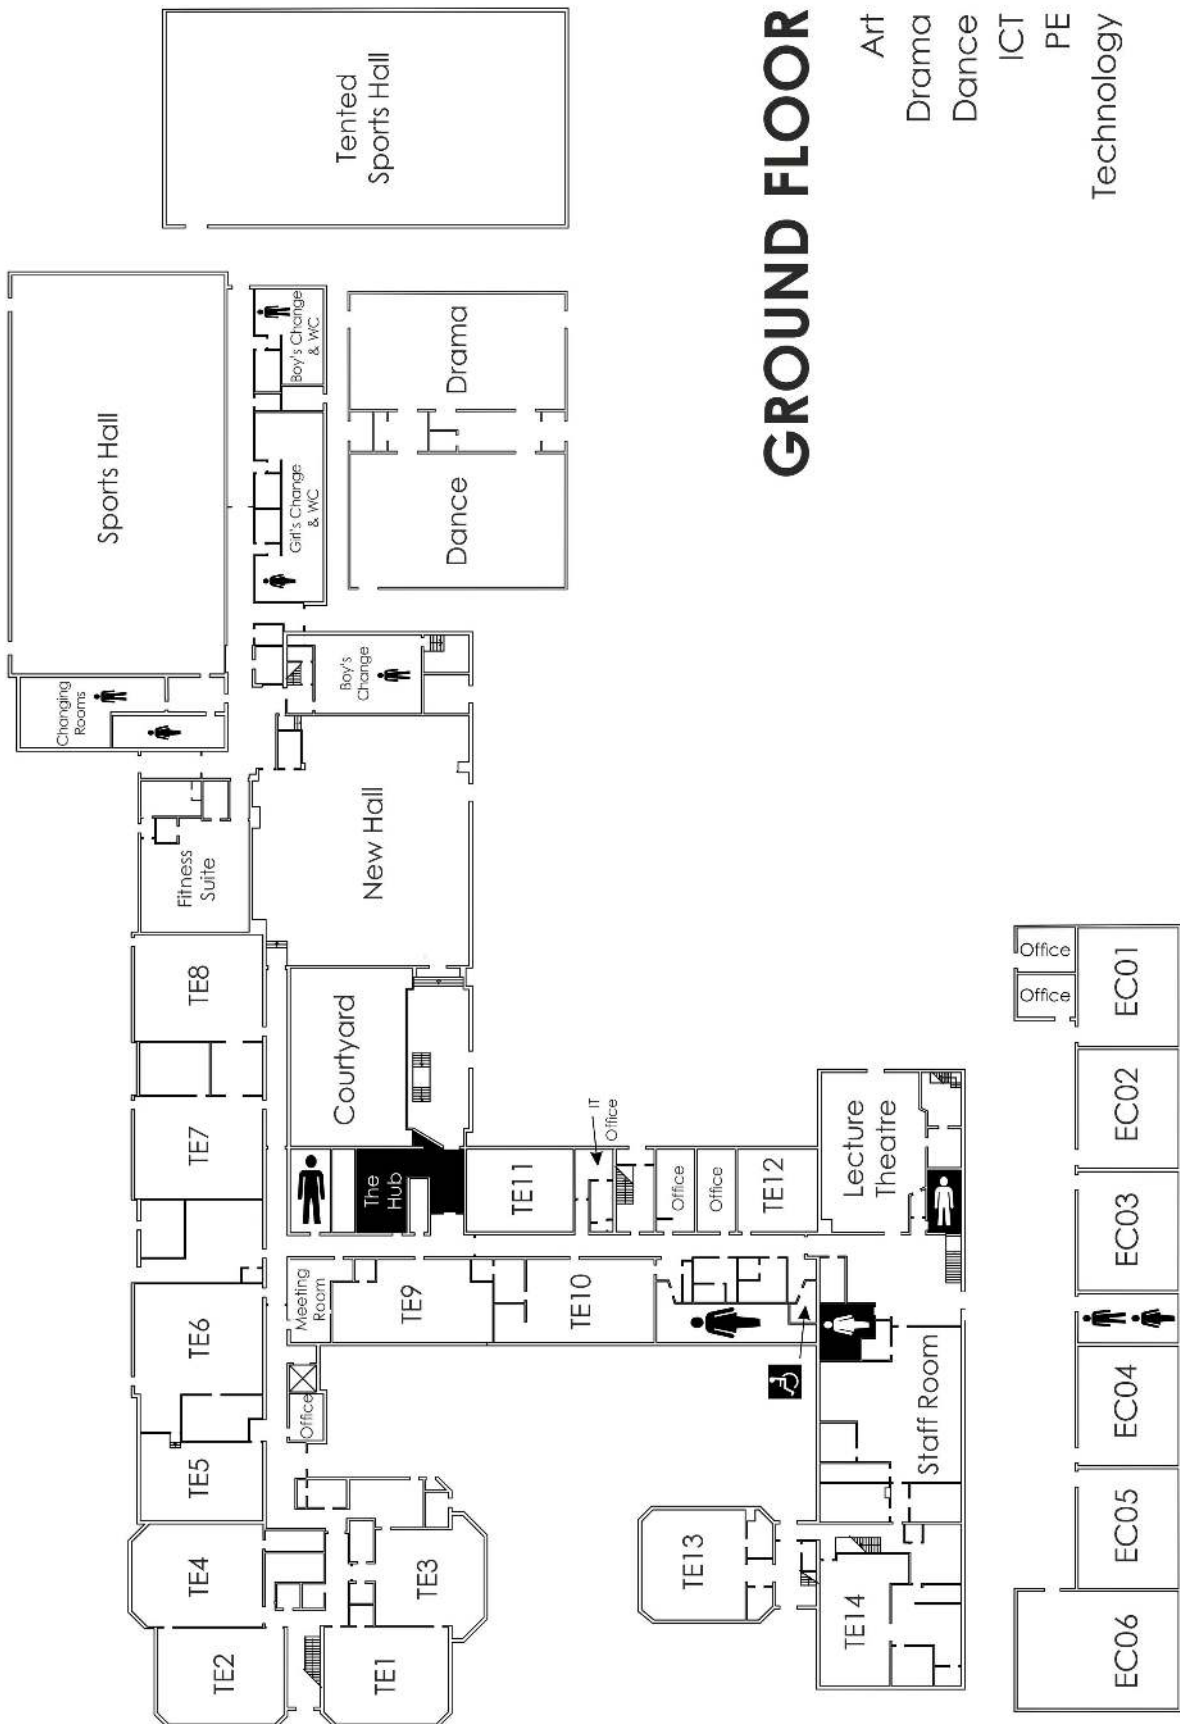 GROUND FLOOR
Art
Drama
Dance
ICT
PE
Technology
Tented
Sports Hall
Sports Hall
Boy's Change
& WC
Girl's Change
& WC
Drama
Dance
Changing
Rooms
Boy's
Change
Fitness
Suite
New Hall
TE8
Courtyard
TE7
The
Hub
TE11
IT
Office
Office
Office
TE12
Lecture
Theatre
Meeting
Room
TE9
TE10
TE6
Office
TE5
Staff Room
TE4
TE3
TE2
TE1
TE13
TE14
Office
Office
EC01
EC02
EC03
EC04
EC05
EC06